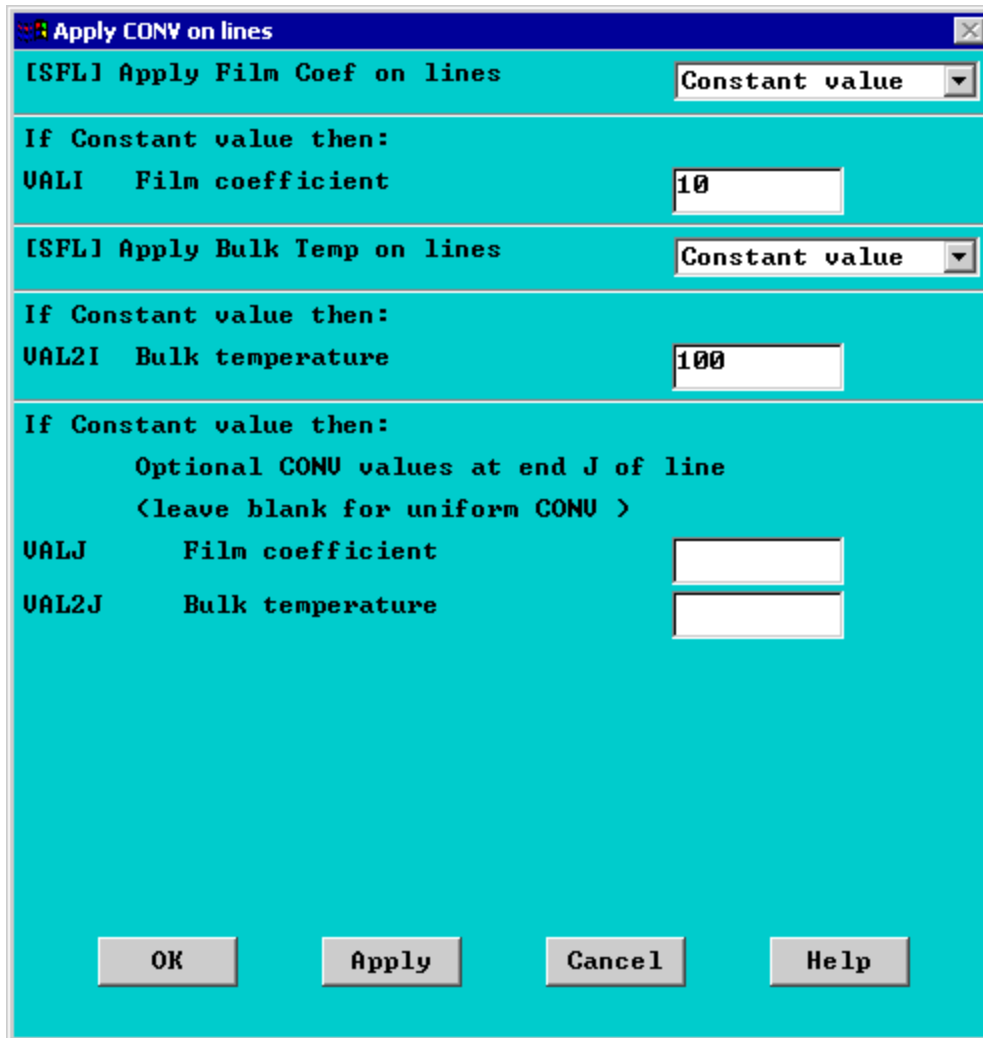 Apply CONV on lines
[SFL] Apply Film Coef on lines Constant value
If Constant value then:
VALI Film coefficient 10
[SFL] Apply Bulk Temp on lines Constant value
If Constant value then:
VAL2I Bulk temperature 100
If Constant value then:
Optional CONV values at end J of line
(leave blank for uniform CONV )
VALJ Film coefficient
VAL2J Bulk temperature
OK Apply Cancel Help